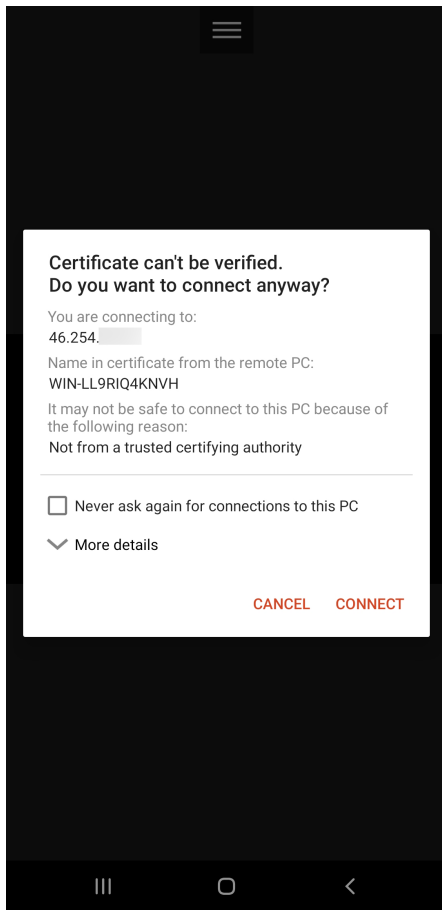 Certificate can't be verified.
Do you want to connect anyway?
You are connecting to:
46.254.
Name in certificate from the remote PC:
WIN-LL9RIQ4KNVH
It may not be safe to connect to this PC because of
the following reason:
Not from a trusted certifying authority
Never ask again for connections to this PC
More details
CANCEL CONNECT